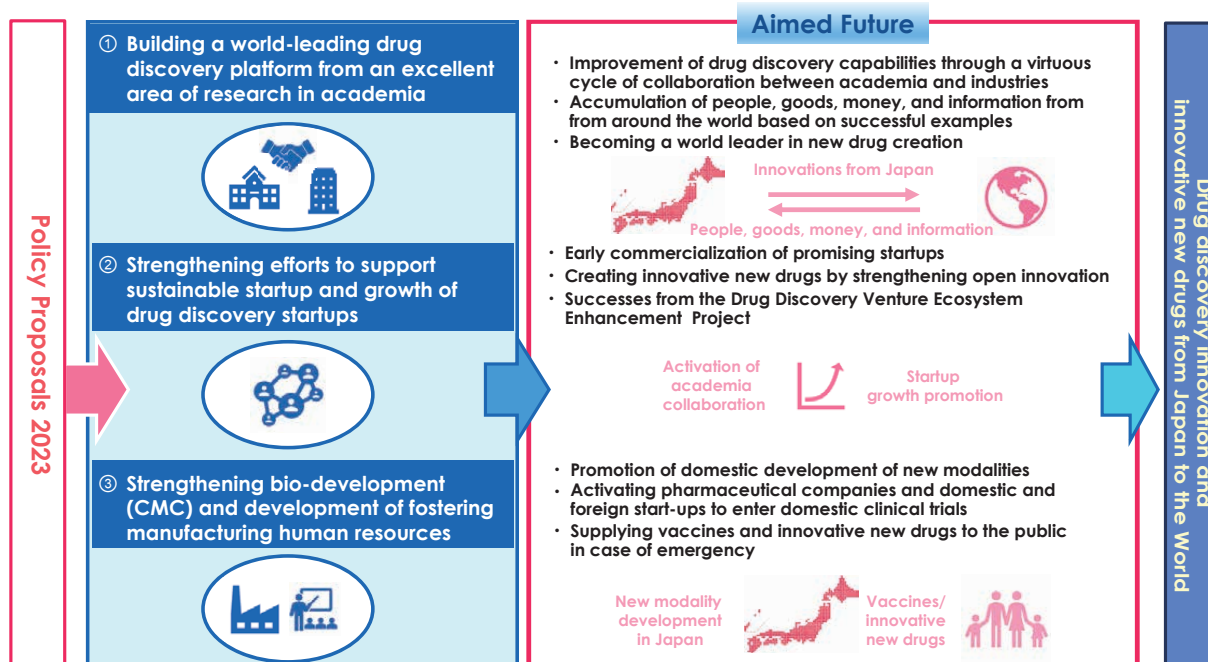 Policy Proposals 2023
① Building a world-leading drug
discovery platform from an excellent
area of research in academia
② Strengthening efforts to support
sustainable startup and growth of
drug discovery startups
③ Strengthening bio-development
(CMC) and development of fostering
manufacturing human resources
Aimed Future
・ Improvement of drug discovery capabilities through a virtuous
cycle of collaboration between academia and industries
・ Accumulation of people, goods, money, and information from
from around the world based on successful examples
・ Becoming a world leader in new drug creation
Innovations from Japan
People, goods, money, and information
・ Early commercialization of promising startups
・ Creating innovative new drugs by strengthening open innovation
・ Successes from the Drug Discovery Venture Ecosystem
Enhancement Project
Activation of
academia
collaboration
Startup
growth promotion
・ Promotion of domestic development of new modalities
・ Activating pharmaceutical companies and domestic and
foreign start-ups to enter domestic clinical trials
・ Supplying vaccines and innovative new drugs to the public
in case of emergency
New modality
development
in Japan
Vaccines/
innovative
new drugs
Drug discovery innovation and
innovative new drugs from Japan to the World